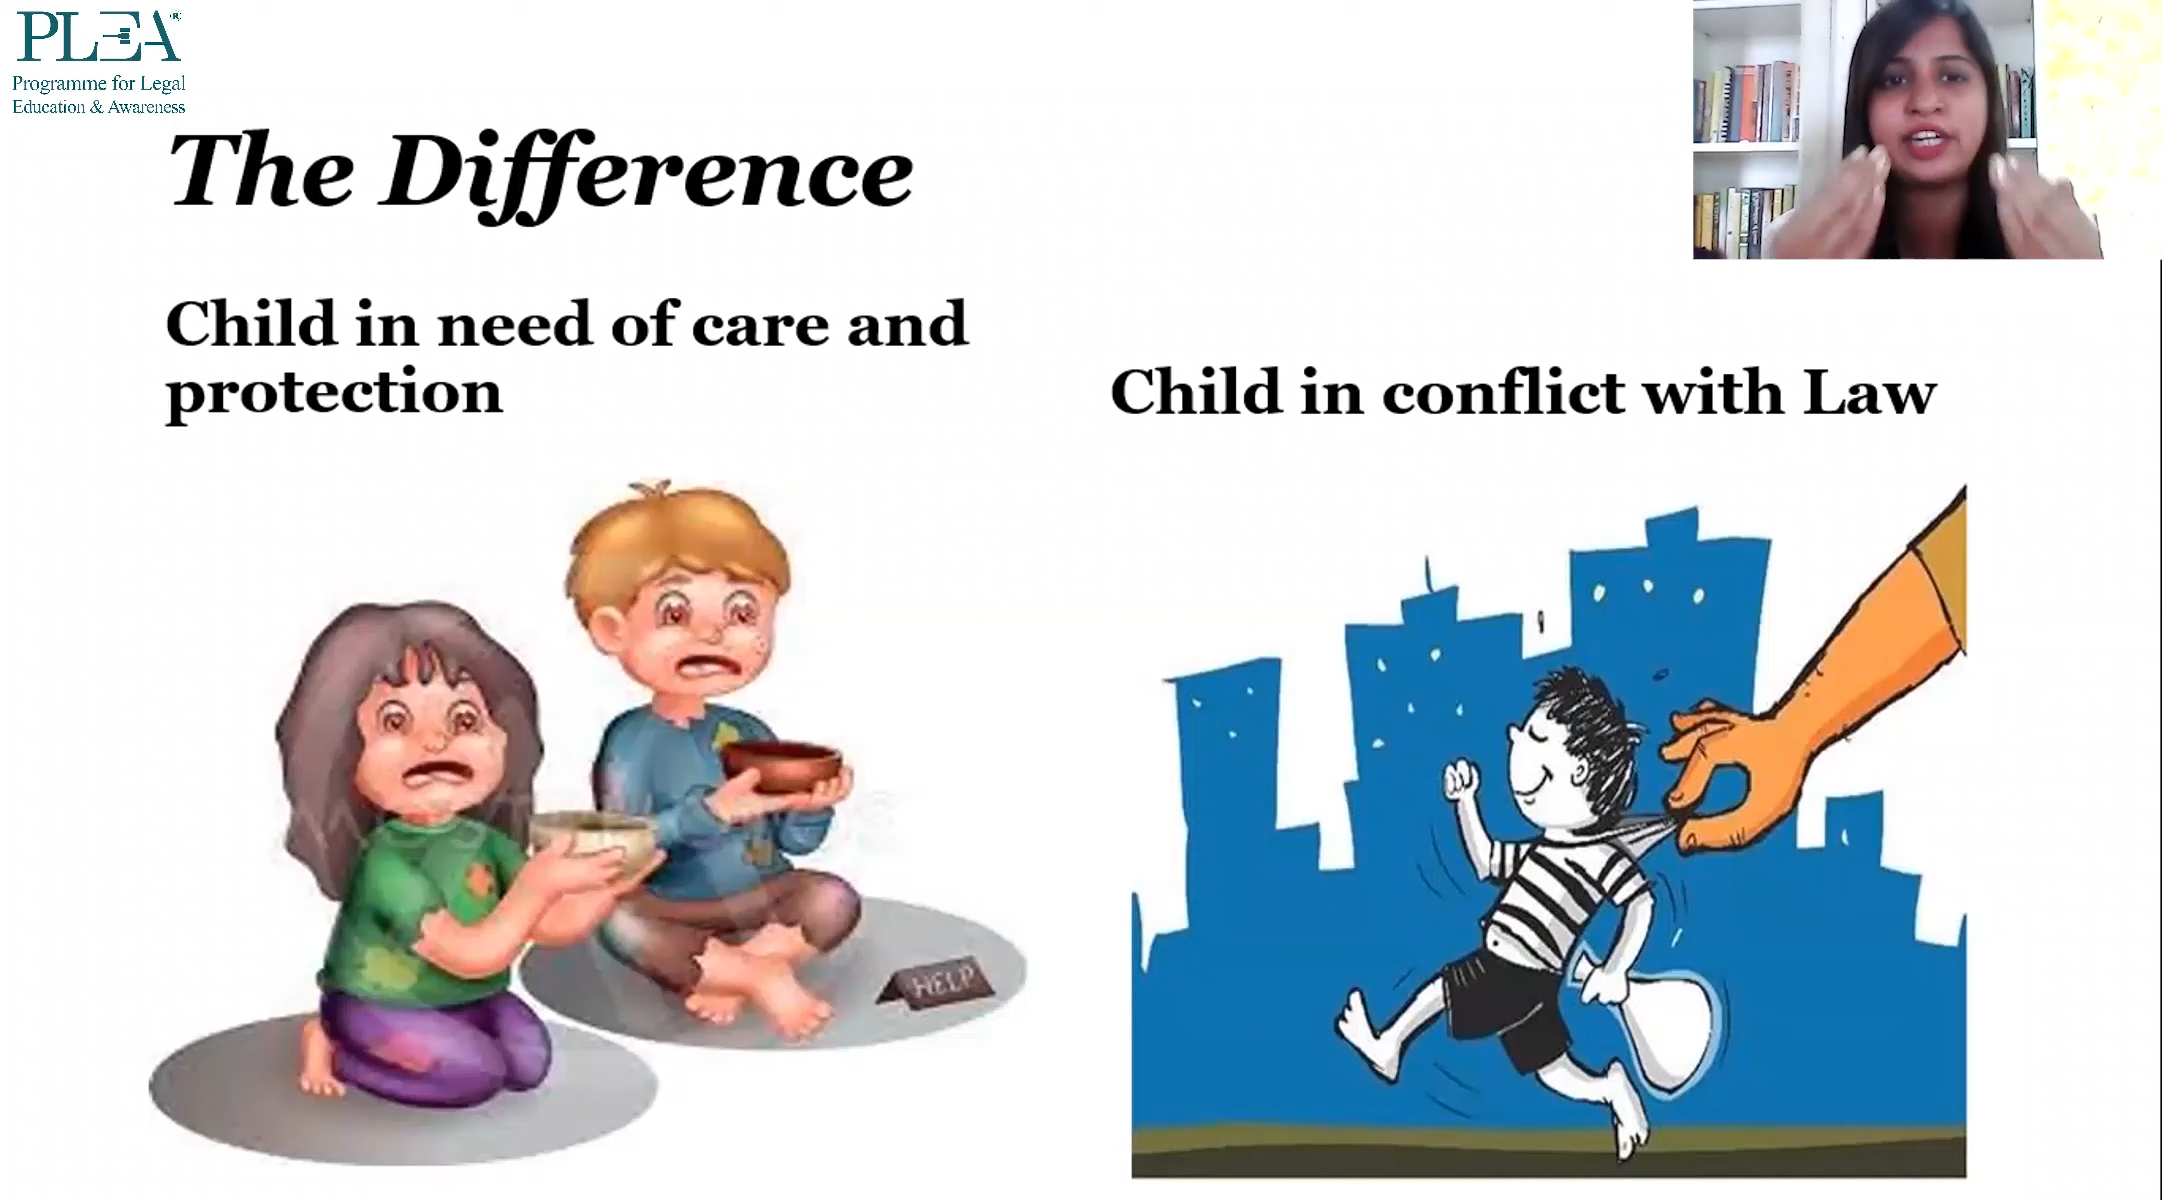 PLEA®
Programme for Legal
Education & Awareness
The Difference
Child in need of care and
protection
Child in conflict with Law
HELP